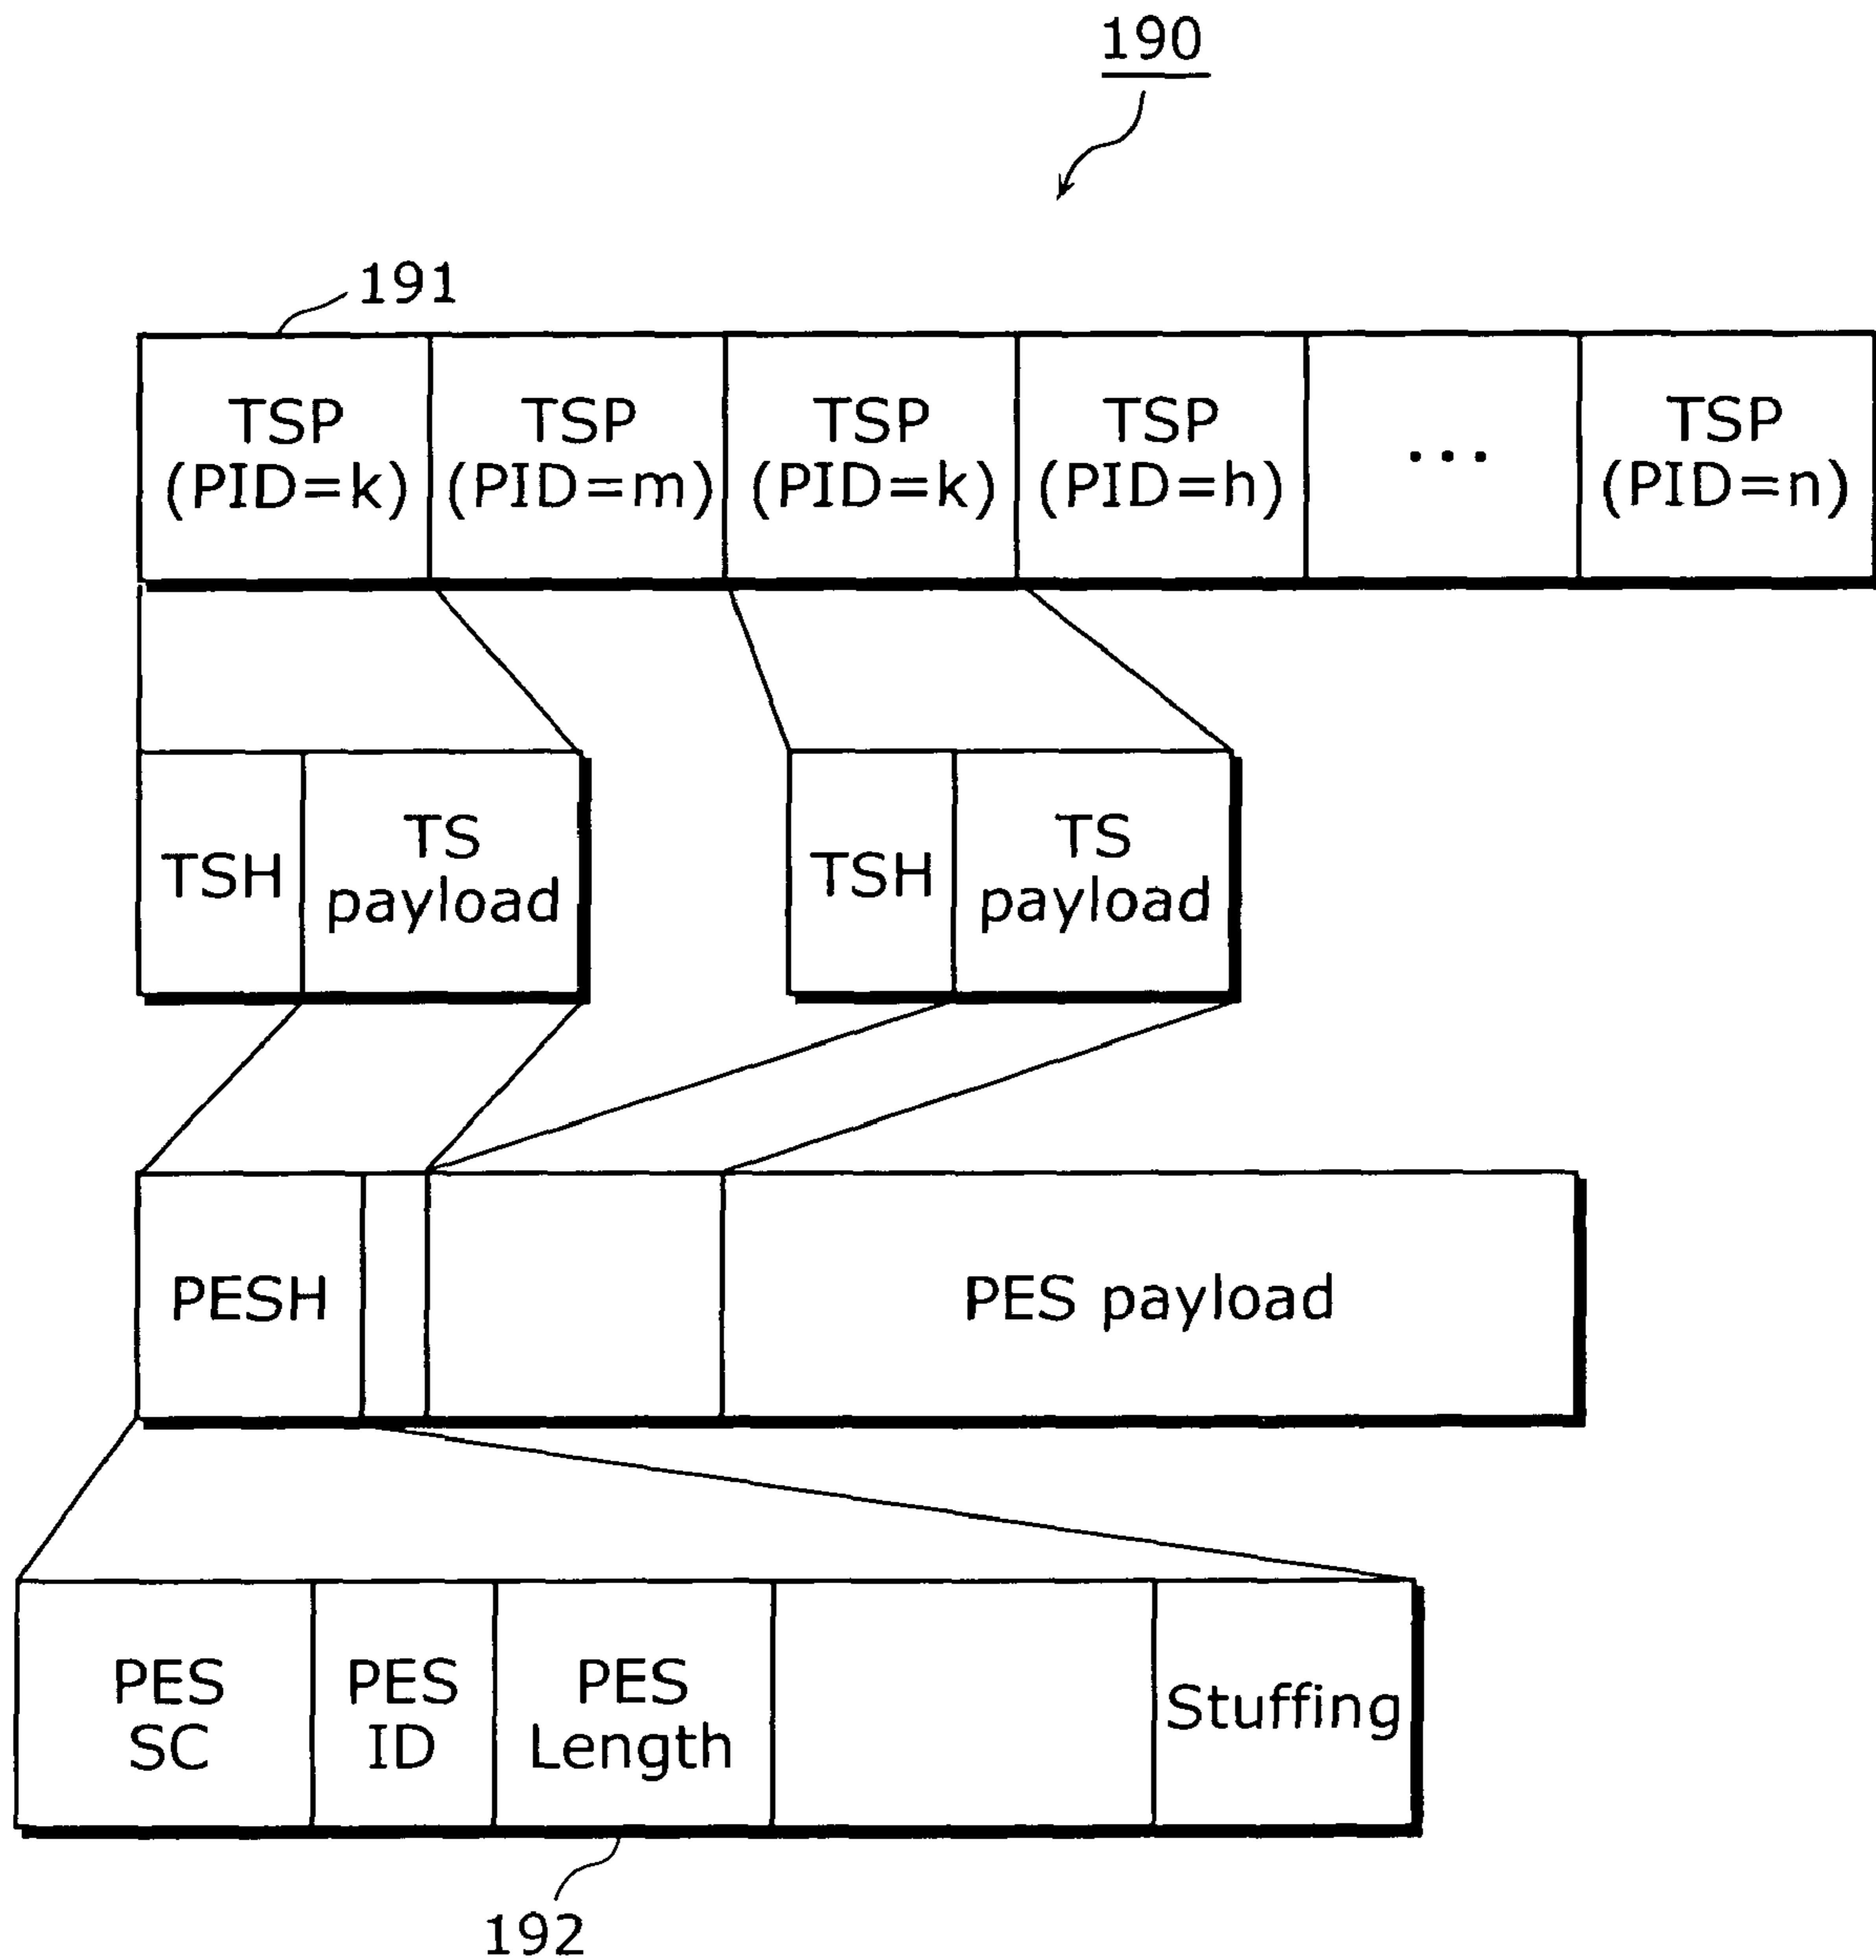 190
191
TSP
(PID=k)
TSP
(PID=m)
TSP
(PID=k)
TSP
(PID=h)
...
TSP
(PID=n)
TSH
TS
payload
TSH
TS
payload
PESH
PES payload
PES
SC
PES
ID
PES
Length
Stuffing
192